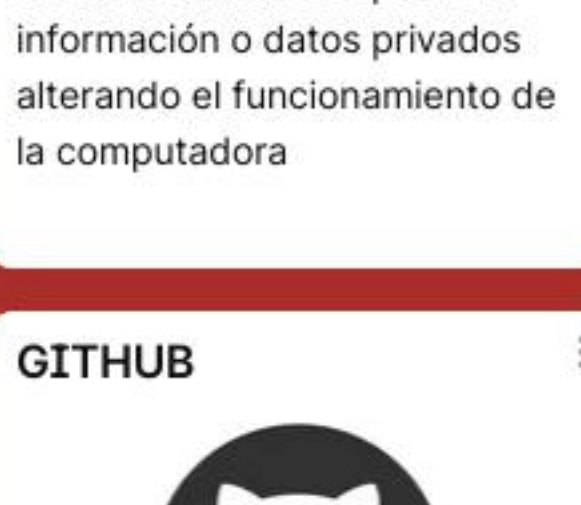 información o datos privados
alterando el funcionamiento de
la computadora
GITHUB